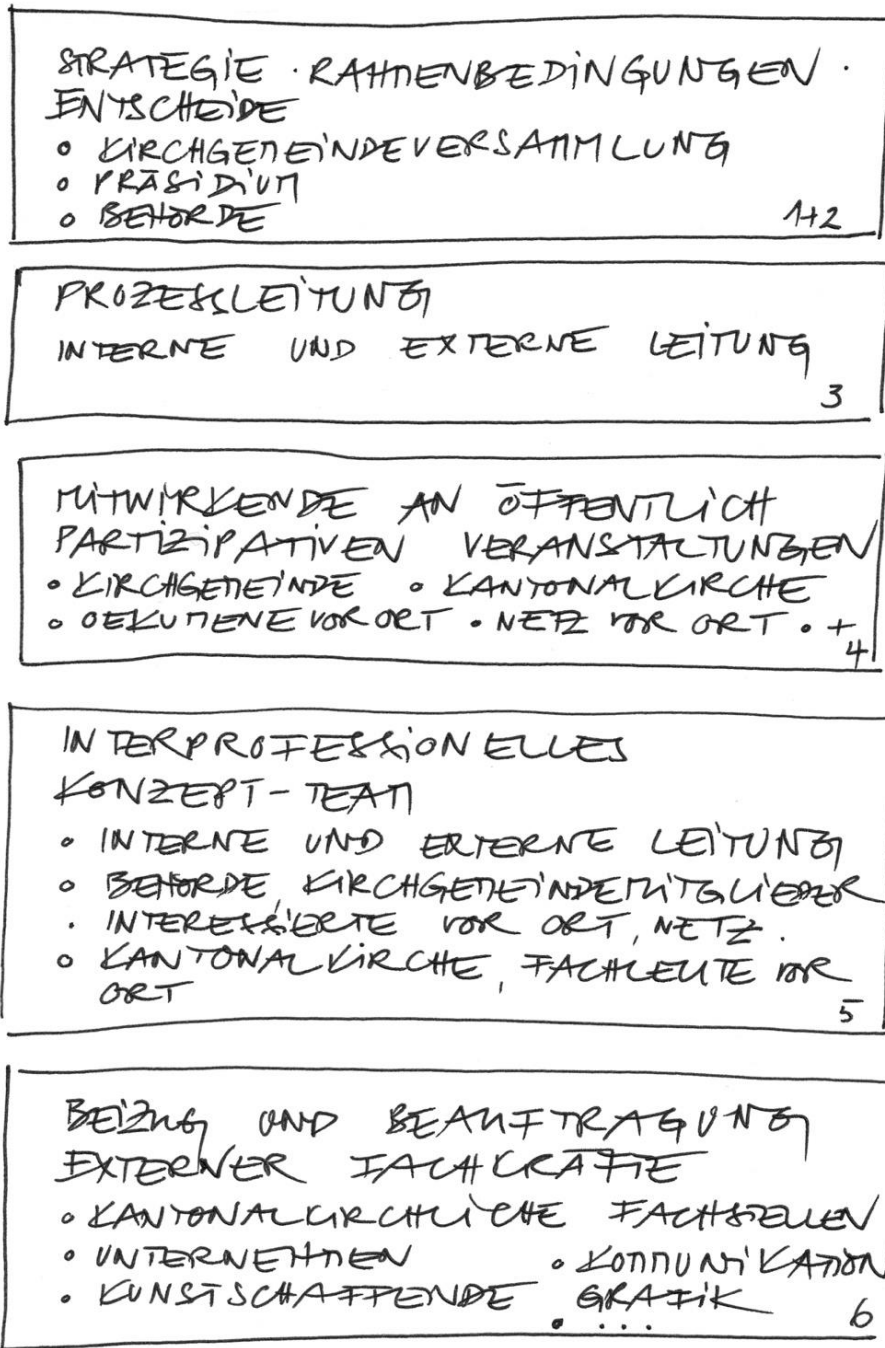 STRATEGIE · RAHMENBEDINGUNGEN ·
ENTSCHEIDE
• KIRCHGEMEINDEVERSAMMLUNG
• PRÄSIDIUM
• BEHÖRDE
1+2
PROZESSLEITUNG
INTERNE UND EXTERNE LEITUNG
3
MITWIRKENDE AN ÖFFENTLICH
PARTIZIPATIVEN VERANSTALTUNGEN
• KIRCHGEMEINDE • KANTONALKIRCHE
• OEKUMENE VOR ORT • NETZ VOR ORT • +
4
INTERPROFESSIONELLES
KONZEPT-TEAM
• INTERNE UND EXTERNE LEITUNG
• BEHÖRDE, KIRCHGEMEINDEMITGLIEDER
• INTERESSIERTE VOR ORT, NETZ.
• KANTONALKIRCHE, FACHLEUTE VOR
ORT
5
BEIZUG UND BEAUFTRAGUNG
EXTERNER FACHKRÄFTE
• KANTONALKIRCHLICHE FACHSTELLEN
• UNTERNEHMEN • KOMMUNIKATION
• KUNSTSCHAFFENDE GRAFIK
• ...
6